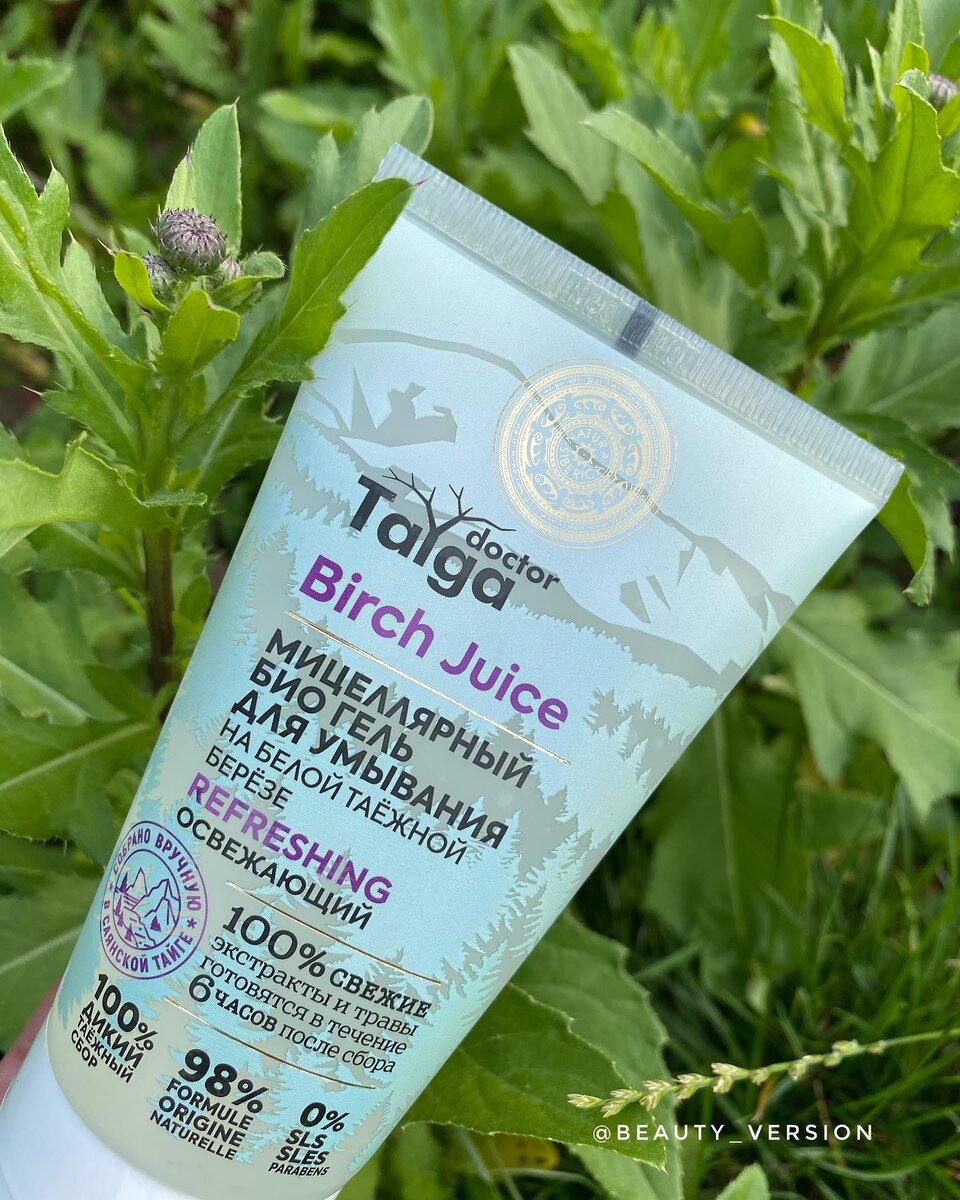 Taiga
doctor
Birch Juice
МИЦЕЛЛЯРНЫЙ
БИО ГЕЛЬ
ДЛЯ УМЫВАНИЯ
НА БЕЛОЙ ТАЁЖНОЙ
БЕРЁЗЕ
REFRESHING
ОСВЕЖАЮЩИЙ
СОБРАНО ВРУЧНУЮ
В САЯНСКОЙ ТАЙГЕ
100% СВЕЖИЕ
экстракты и травы
готовятся в течение
6 ЧАСОВ после сбора
100%
ДИКИЙ
ТАЁЖНЫЙ
СБОР
98%
FORMULE
ORIGINE
NATURELLE
0%
SLS
SLES
PARABENS
@BEAUTY_VERSION